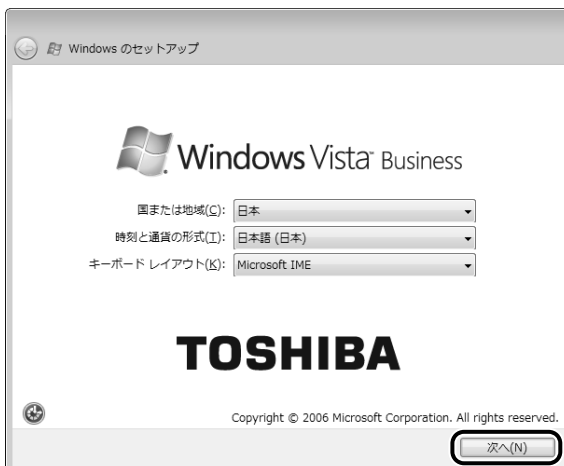 Windows のセットアップ
Windows Vista™ Business
国または地域(C): 日本
時刻と通貨の形式(T): 日本語 (日本)
キーボード レイアウト(K): Microsoft IME
TOSHIBA
Copyright © 2006 Microsoft Corporation. All rights reserved.
次へ(N)